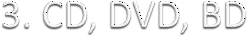 3. CD, DVD, BD